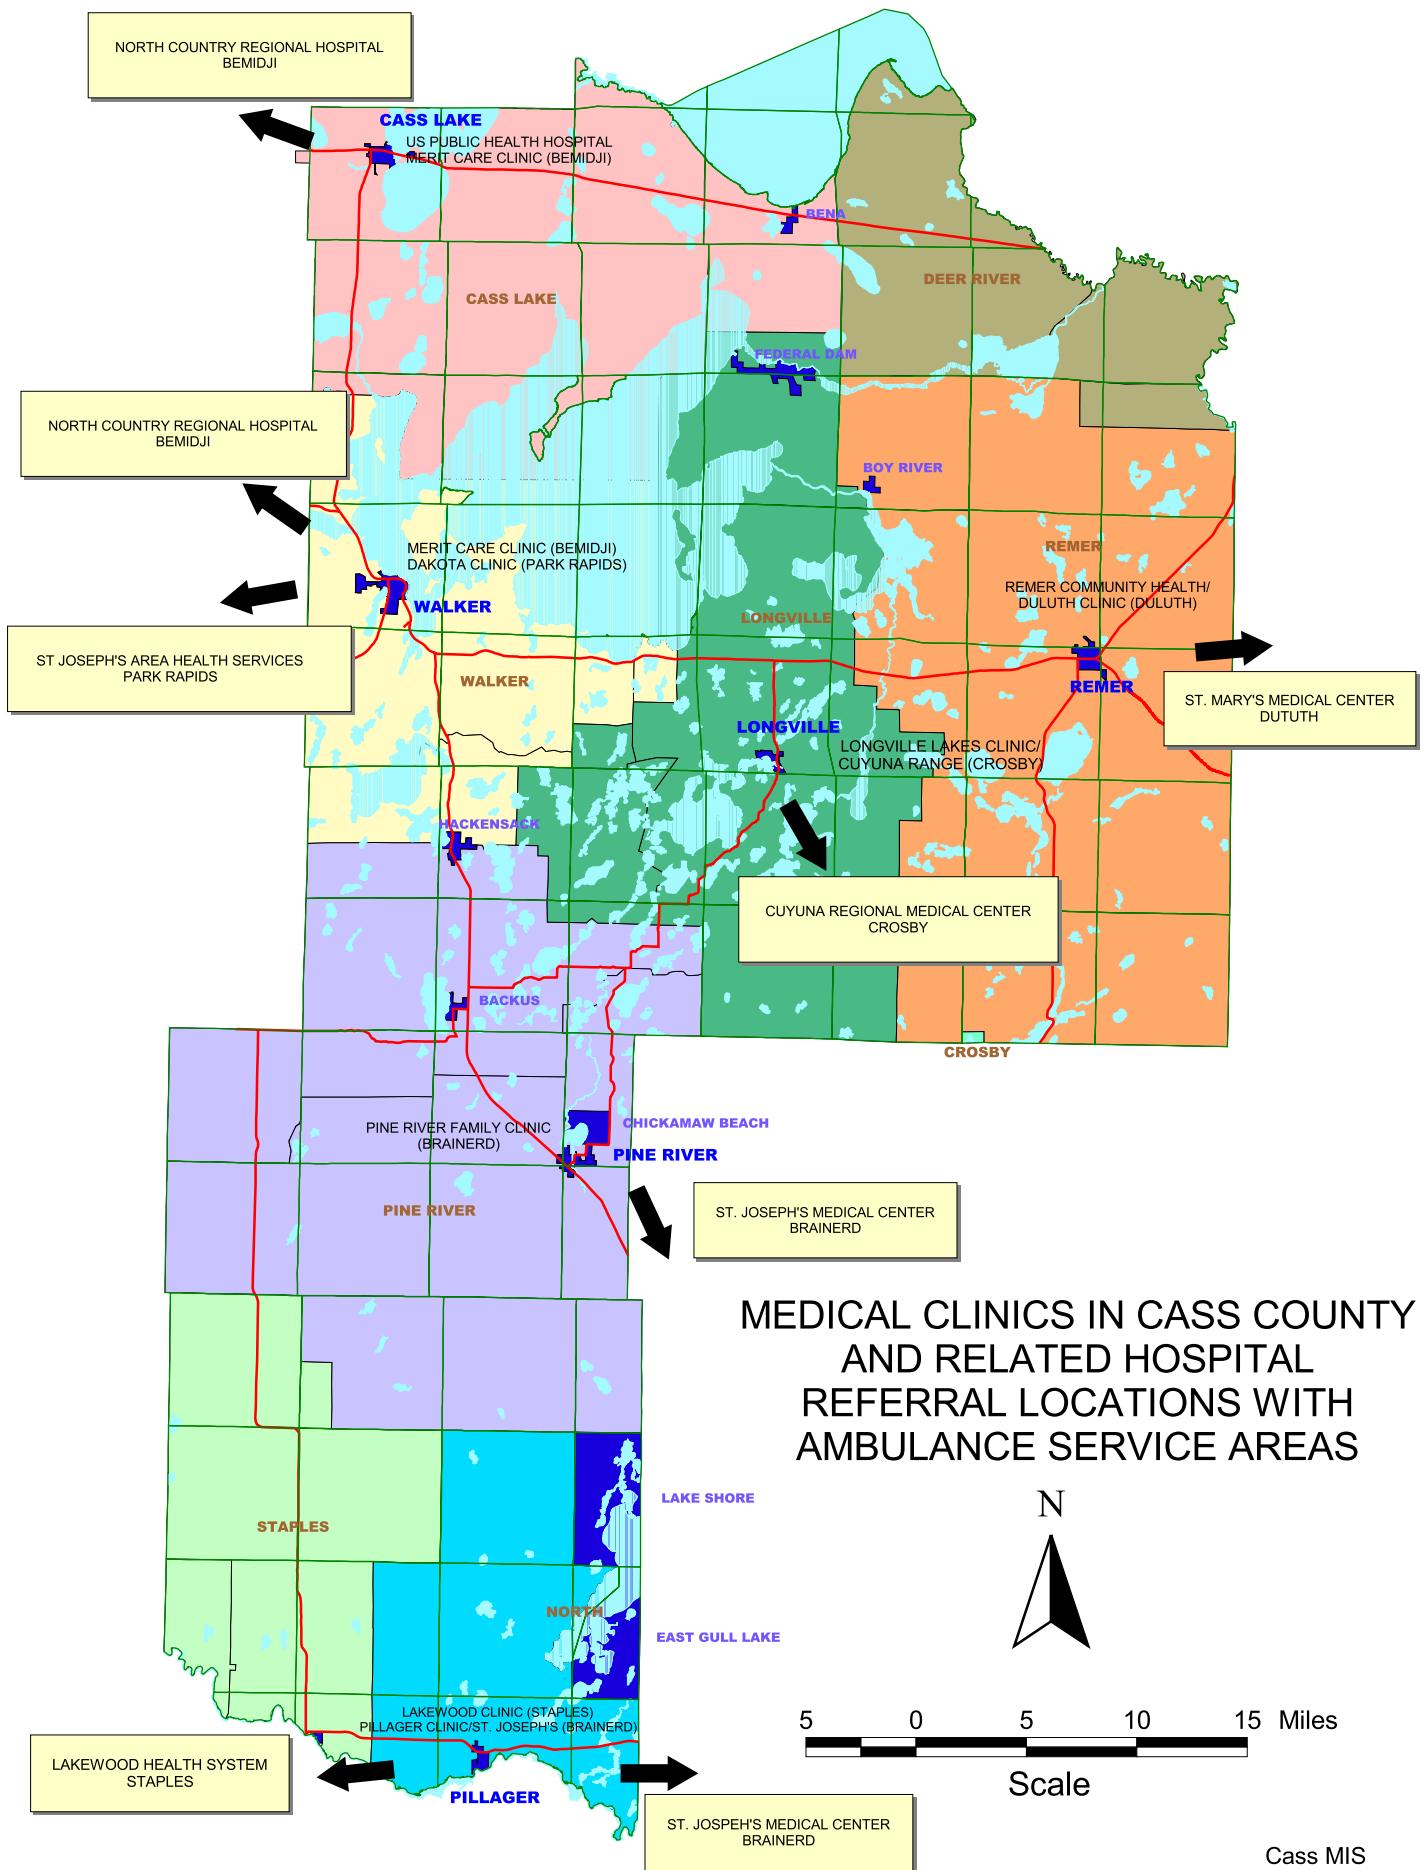 NORTH COUNTRY REGIONAL HOSPITAL
BEMIDJI
CASS LAKE
US PUBLIC HEALTH HOSPITAL
MERIT CARE CLINIC (BEMIDJI)
BENA
DEER RIVER
CASS LAKE
FEDERAL DAM
NORTH COUNTRY REGIONAL HOSPITAL
BEMIDJI
BOY RIVER
REMER
MERIT CARE CLINIC (BEMIDJI)
DAKOTA CLINIC (PARK RAPIDS)
WALKER
REMER COMMUNITY HEALTH/
DULUTH CLINIC (DULUTH)
LONGVILLE
ST JOSEPH'S AREA HEALTH SERVICES
PARK RAPIDS
WALKER
REMER
ST. MARY'S MEDICAL CENTER
DUTUTH
LONGVILLE
LONGVILLE LAKES CLINIC/
CUYUNA RANGE (CROSBY)
HACKENSACK
CUYUNA REGIONAL MEDICAL CENTER
CROSBY
BACKUS
CROSBY
CHICKAMAW BEACH
PINE RIVER FAMILY CLINIC
(BRAINERD)
PINE RIVER
PINE RIVER
ST. JOSEPH'S MEDICAL CENTER
BRAINERD
MEDICAL CLINICS IN CASS COUNTY
AND RELATED HOSPITAL
REFERRAL LOCATIONS WITH
AMBULANCE SERVICE AREAS
LAKE SHORE
N
STAPLES
NORTH
EAST GULL LAKE
LAKEWOOD CLINIC (STAPLES)
PILLAGER CLINIC/ST. JOSEPH'S (BRAINERD)
5 0 5 10 15 Miles
Scale
LAKEWOOD HEALTH SYSTEM
STAPLES
PILLAGER
ST. JOSPEH'S MEDICAL CENTER
BRAINERD
Cass MIS